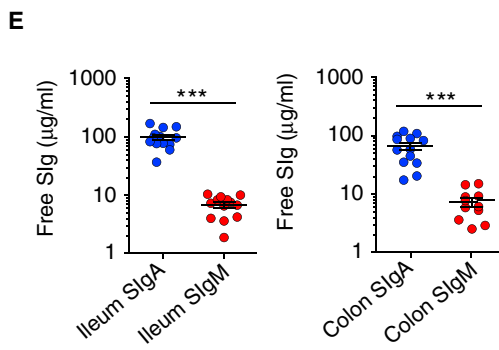 E
Free SIg (μg/ml)
1000
100
10
1
***
Ileum SIgA
Ileum SIgM
Free SIg (μg/ml)
1000
100
10
1
***
Colon SIgA
Colon SIgM